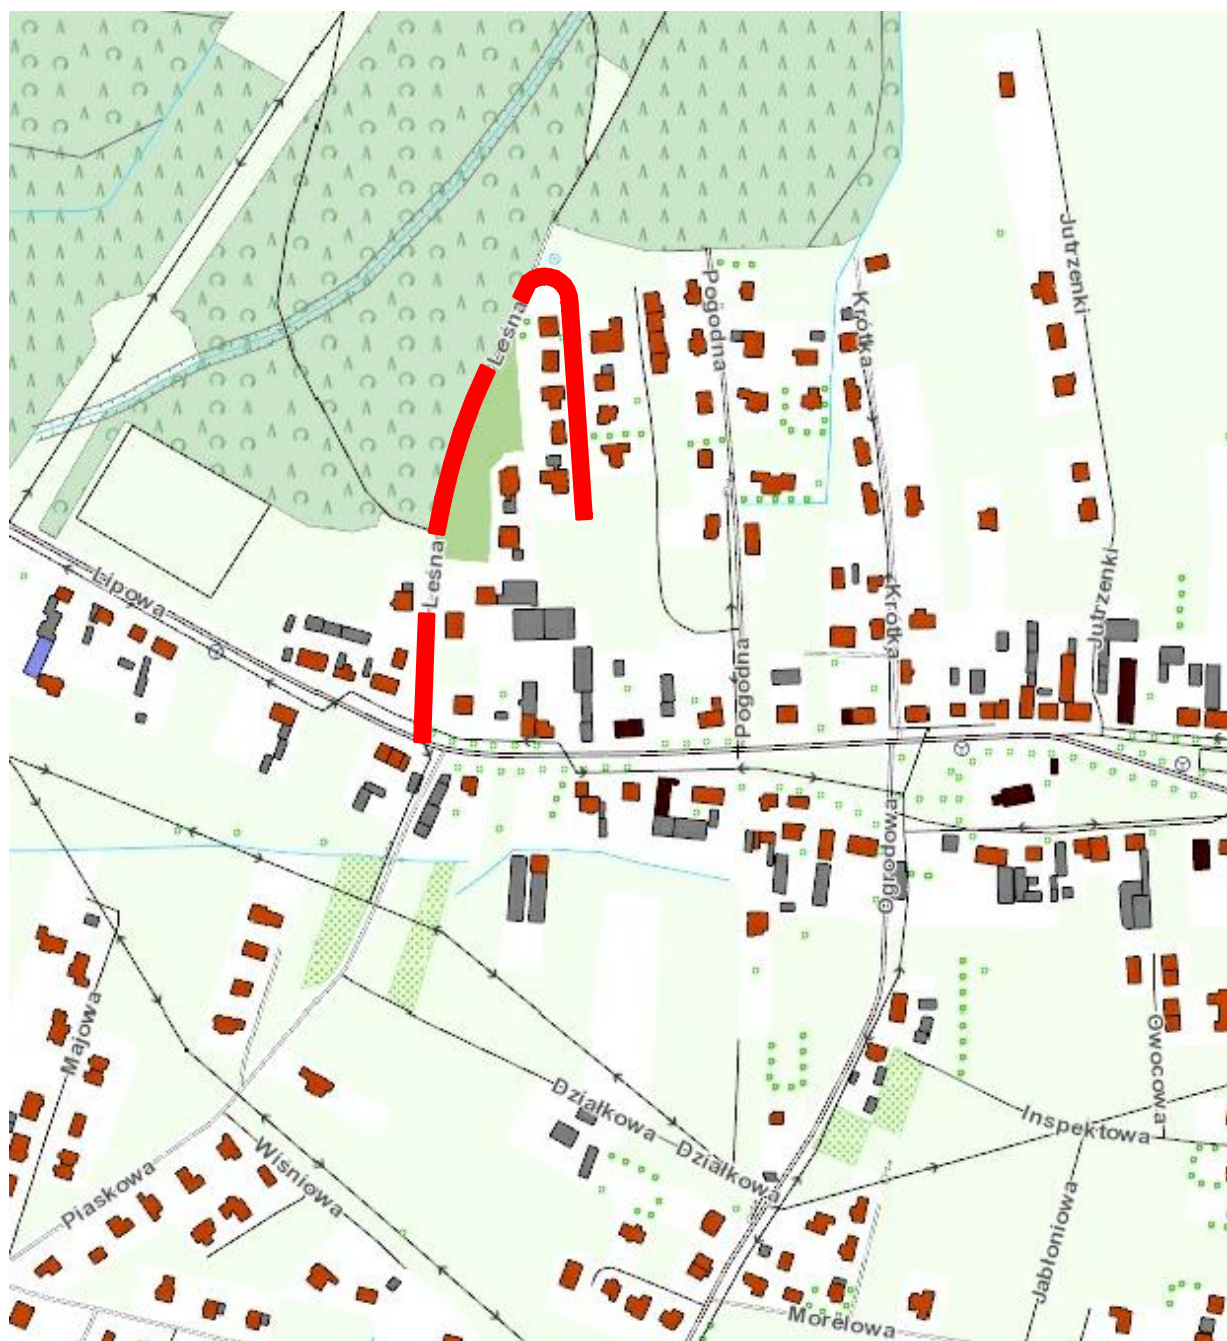 Jutrzenki
Pogodna
Krótka
Leśna
Leśna
Lipowa
Krótka
Jutrzenki
Pogodna
Ogrodowa
Majowa
Owocowa
Działkowa
Działkowa
Inspektowa
Wiśniowa
Piaskowa
Jabłoniowa
Morelowa